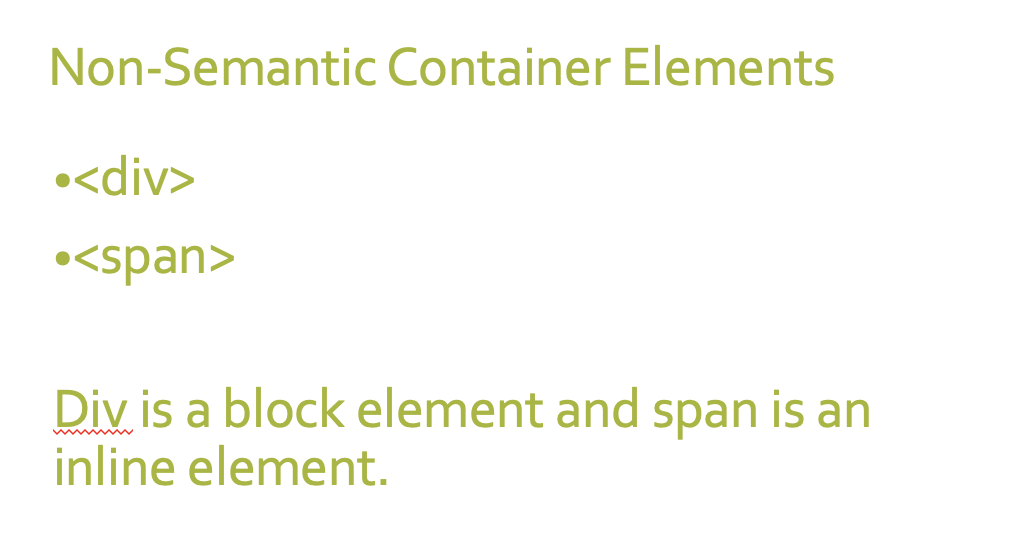 Non-Semantic Container Elements
•<div>
•<span>
Div is a block element and span is an
inline element.